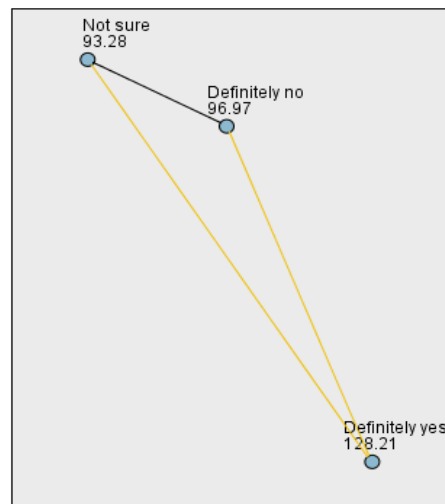 Not sure
93.28
Definitely no
96.97
Definitely yes
128.21